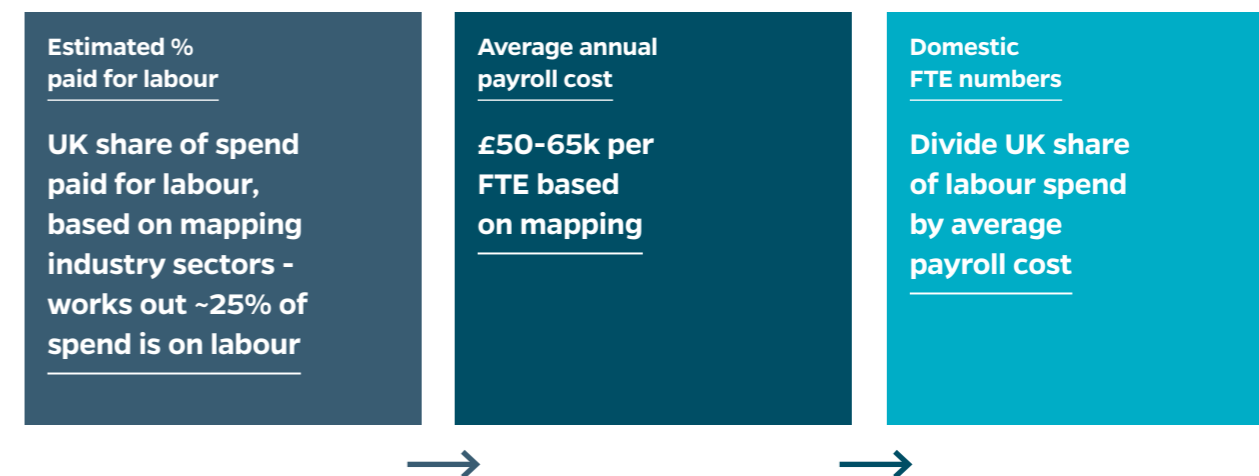 Estimated %
paid for labour
UK share of spend
paid for labour,
based on mapping
industry sectors -
works out ~25% of
spend is on labour
Average annual
payroll cost
£50-65k per
FTE based
on mapping
Domestic
FTE numbers
Divide UK share
of labour spend
by average
payroll cost